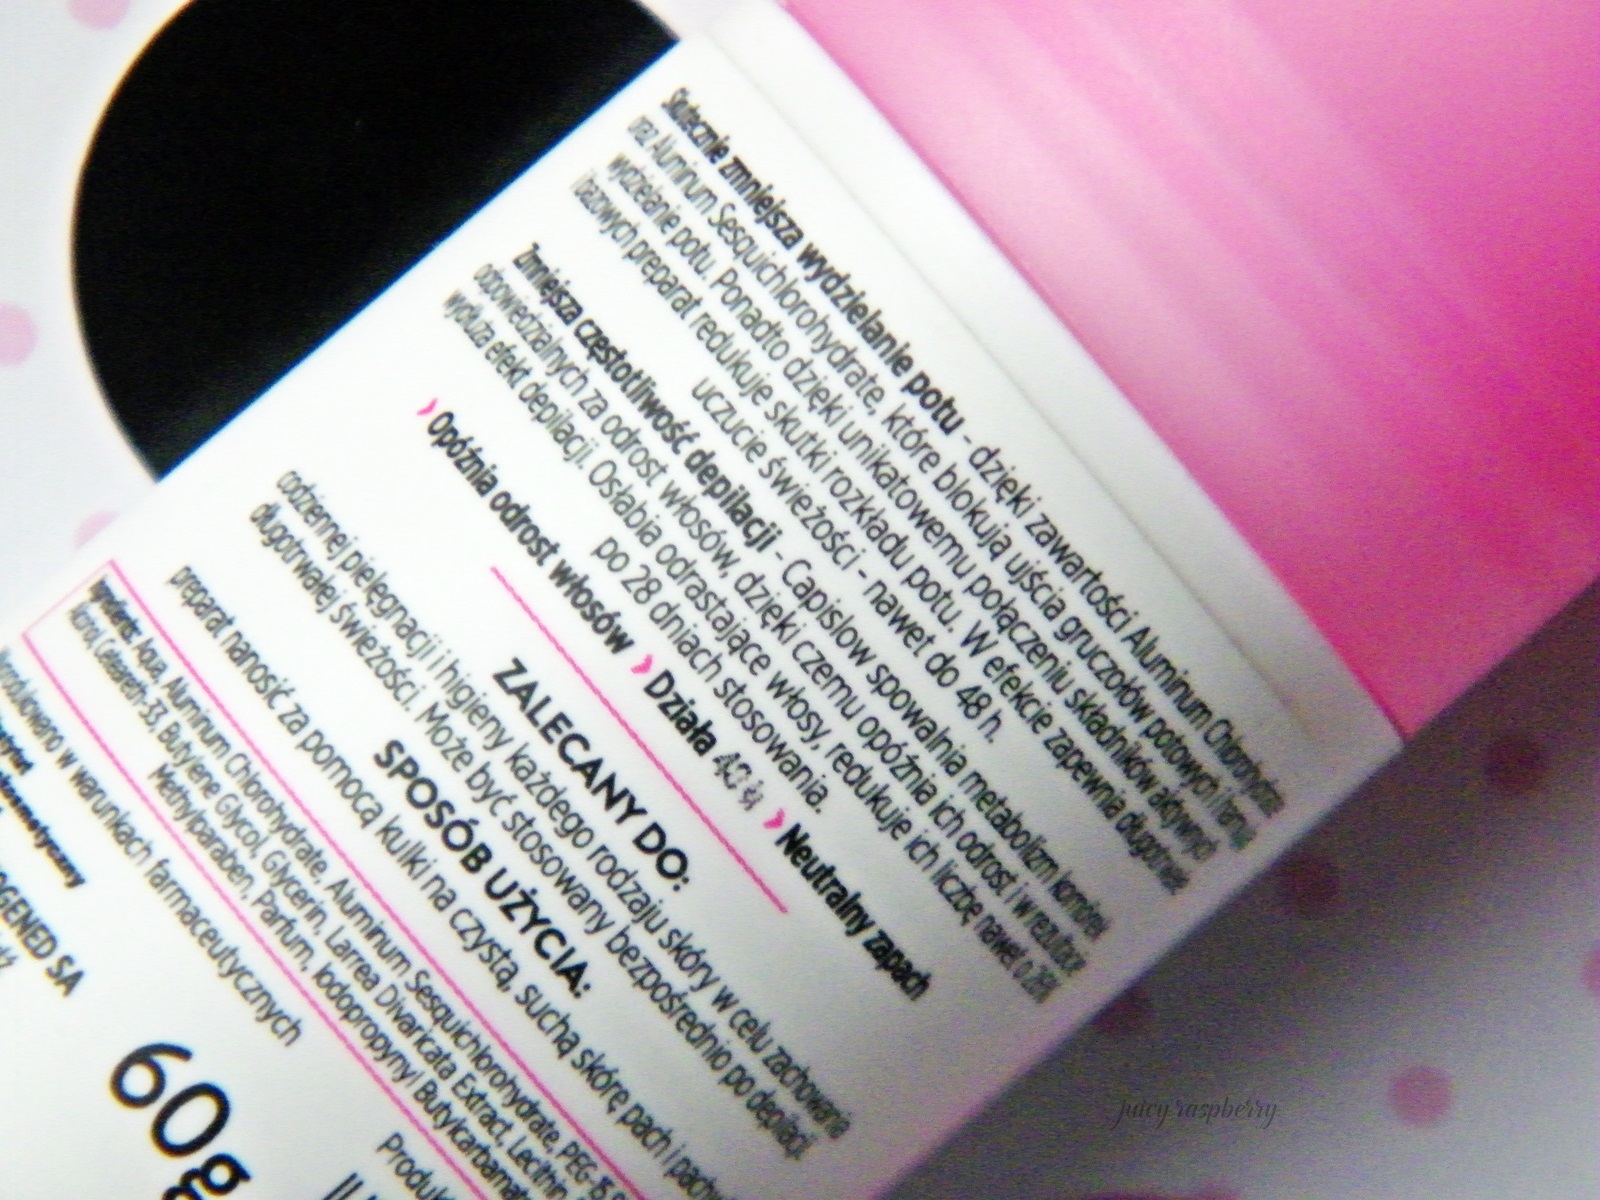 Skutecznie zmniejsza wydzielanie potu - dzięki zawartości Aluminum Chlorohydrate
oraz Aluminum Sesquichlorohydrate, które blokują ujścia gruczołów potowych i hamują
wydzielanie potu. Ponadto dzięki unikatowemu połączeniu składników aktywnych
i bazowych preparat redukuje skutki rozkładu potu. W efekcie zapewnia długotrwałe
uczucie świeżości - nawet do 48 h.
Zmniejsza częstotliwość depilacji - Capislow spowalnia metabolizm komórek
odpowiedzialnych za odrost włosów, dzięki czemu opóźnia ich odrost i w rezultacie
wydłuża efekt depilacji. Osłabia odrastające włosy, redukuje ich liczbę nawet o
po 28 dniach stosowania.
› Opóźnia odrost włosów › Działa › Neutralny zapach
ZALECANY DO:
codziennej pielęgnacji i higieny każdego rodzaju skóry w celu zachowania
długotrwałej świeżości. Może być stosowany bezpośrednio po depilacji.
SPOSÓB UŻYCIA:
preparat nanosić za pomocą kulki na czystą, suchą skórę pach i
Ingredients: Aqua, Aluminum Chlorohydrate, Aluminum Sesquichlorohydrate, PEG-15
Alcohol, Ceteareth-33, Butylene Glycol, Glycerin, Larrea Divaricata Extract, Lecithin
Methylparaben, Parfum, Iodopropynyl Butylcarbamate
w warunkach farmaceutycznych
Produk
SA
60g
juicy raspberry